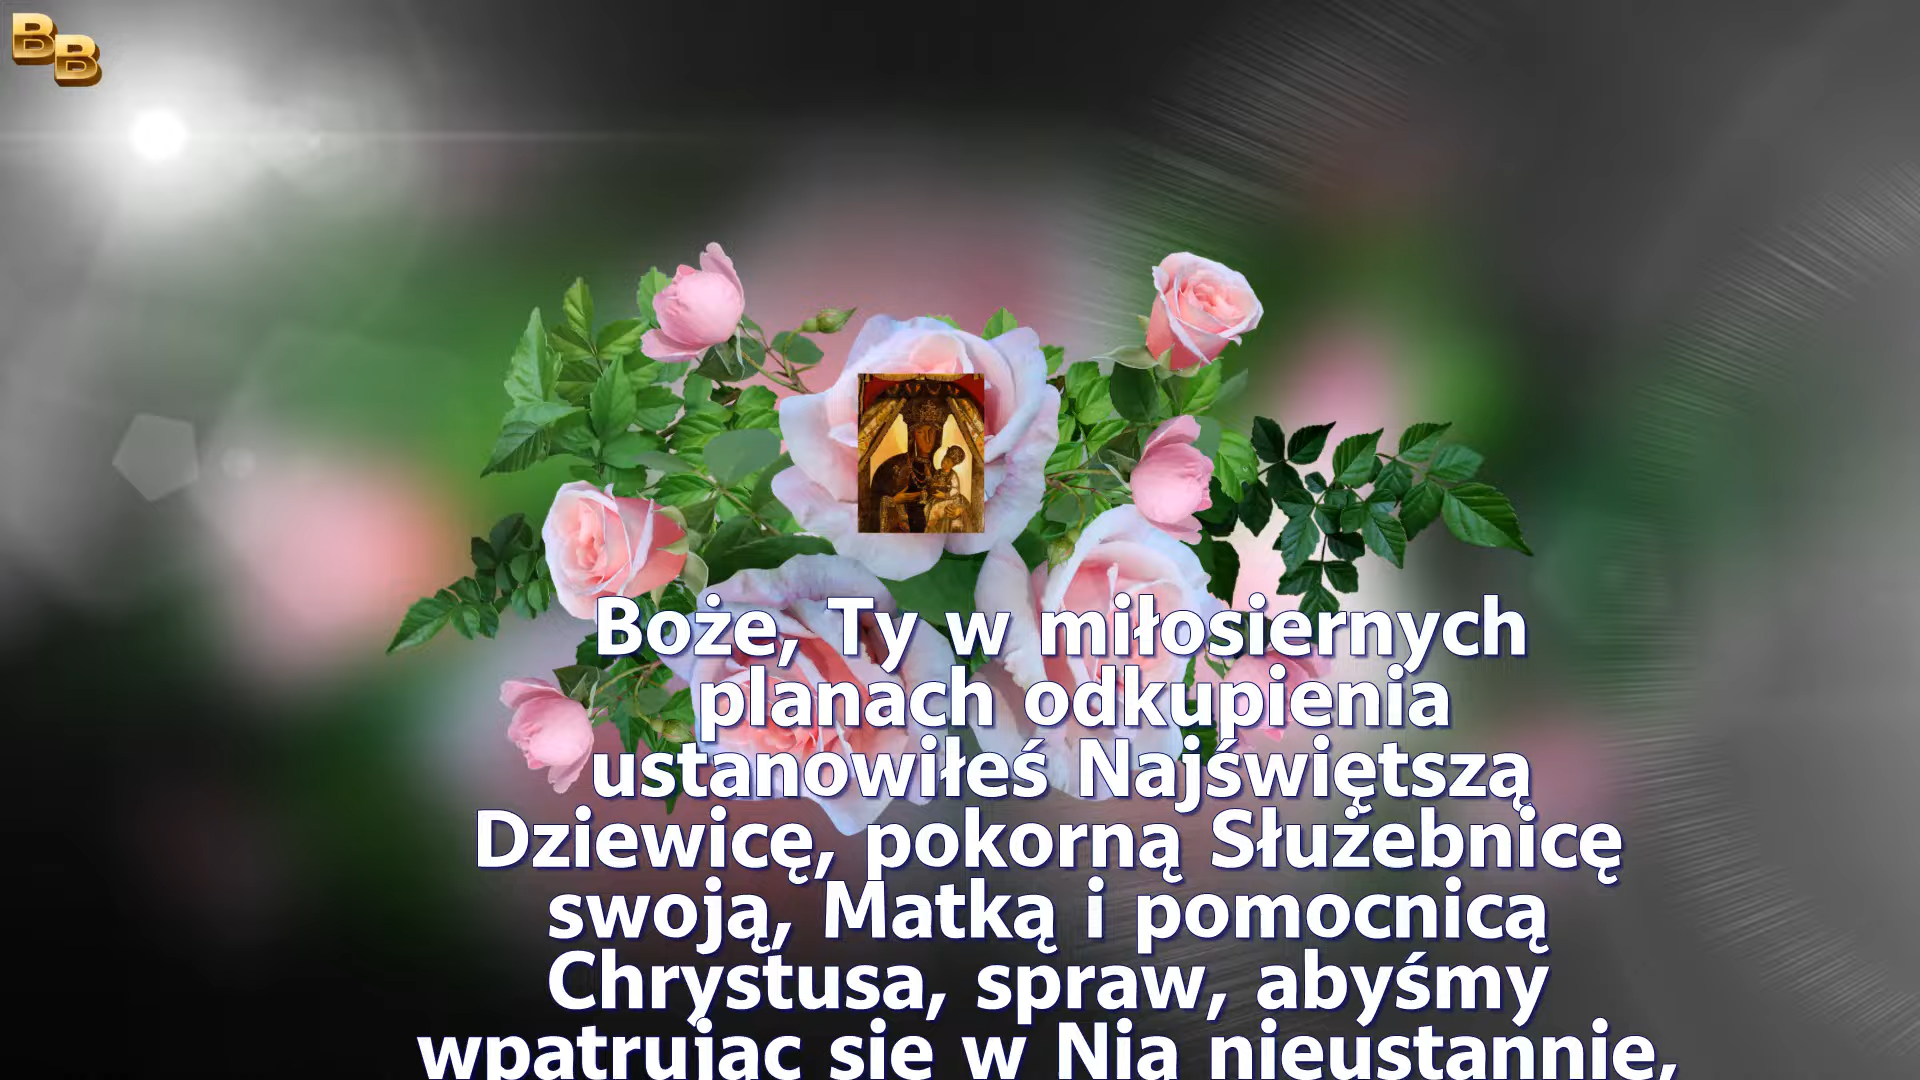 BB
Boże, Ty w miłosiernych
planach odkupienia
ustanowiłeś Najświętszą
Dziewicę, pokorną Służebnicę
swoją, Matką i pomocnicą
Chrystusa, spraw, abyśmy
wpatrując się w Nią nieustannie,